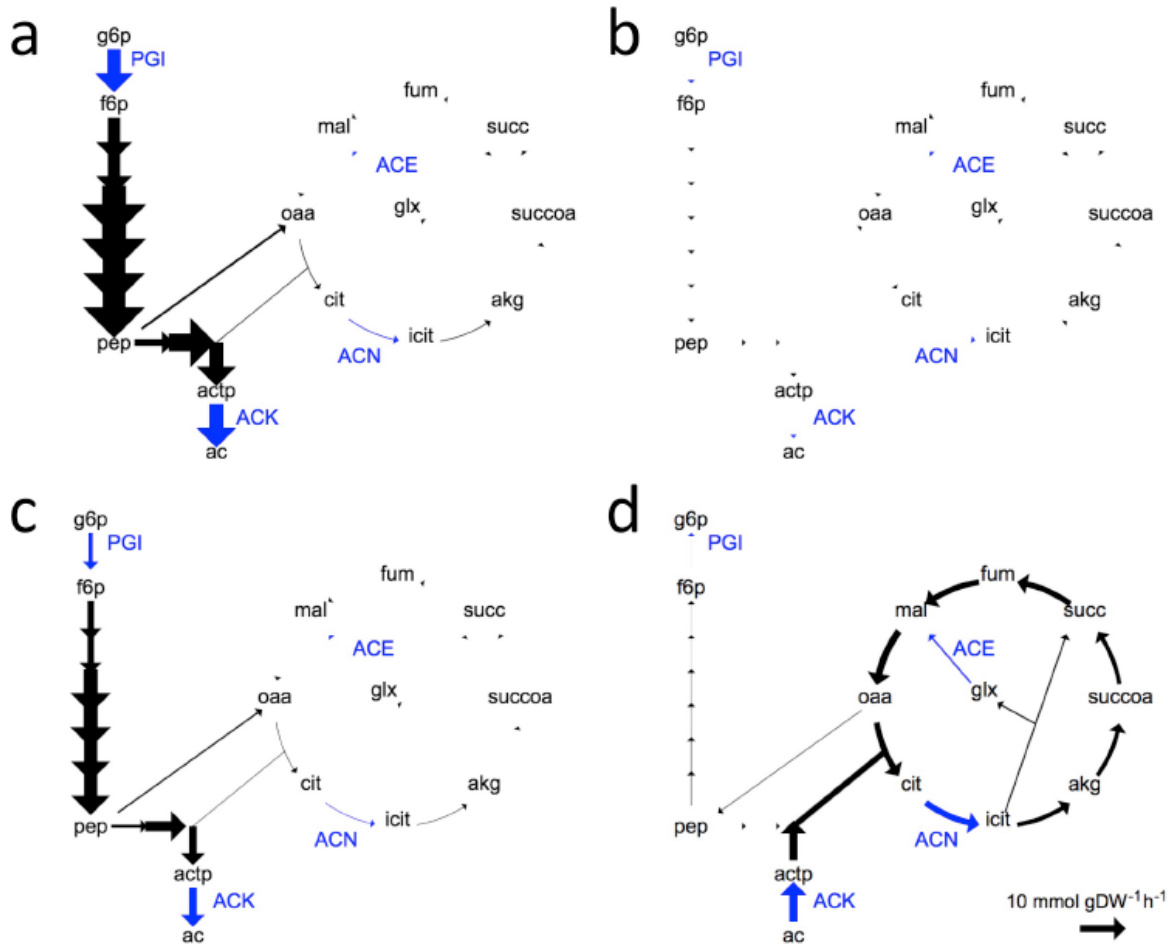 a
g6p
PGI
f6p
fum
mal
succ
ACE
oaa
glx
succoa
cit
akg
pep
icit
ACN
actp
ACK
ac
b
g6p
PGI
f6p
fum
mal
succ
ACE
oaa
glx
succoa
cit
akg
pep
icit
ACN
actp
ACK
ac
c
g6p
PGI
f6p
fum
mal
succ
ACE
oaa
glx
succoa
cit
akg
pep
icit
ACN
actp
ACK
ac
d
g6p
PGI
f6p
fum
mal
succ
ACE
oaa
glx
succoa
cit
akg
pep
icit
ACN
actp
ACK
ac
10 mmol gDW⁻¹h⁻¹